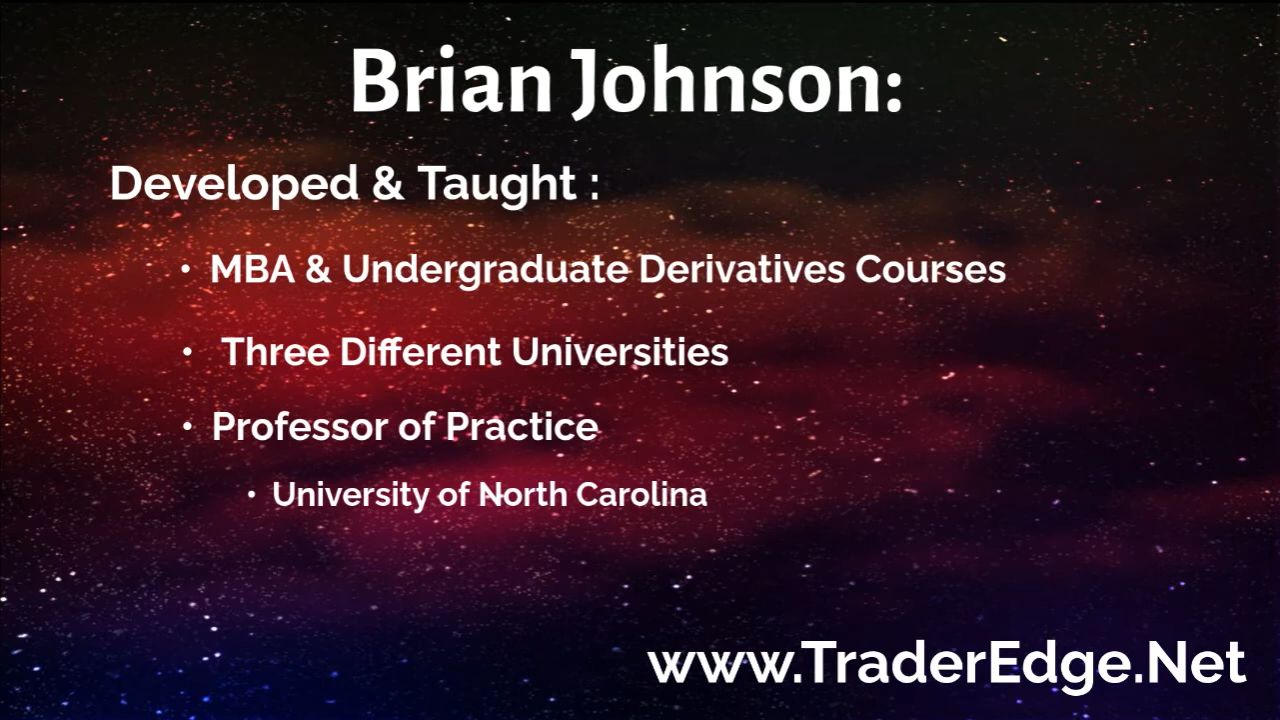 Brian Johnson:
Developed & Taught :
• MBA & Undergraduate Derivatives Courses
• Three Different Universities
• Professor of Practice
• University of North Carolina
www.TraderEdge.Net